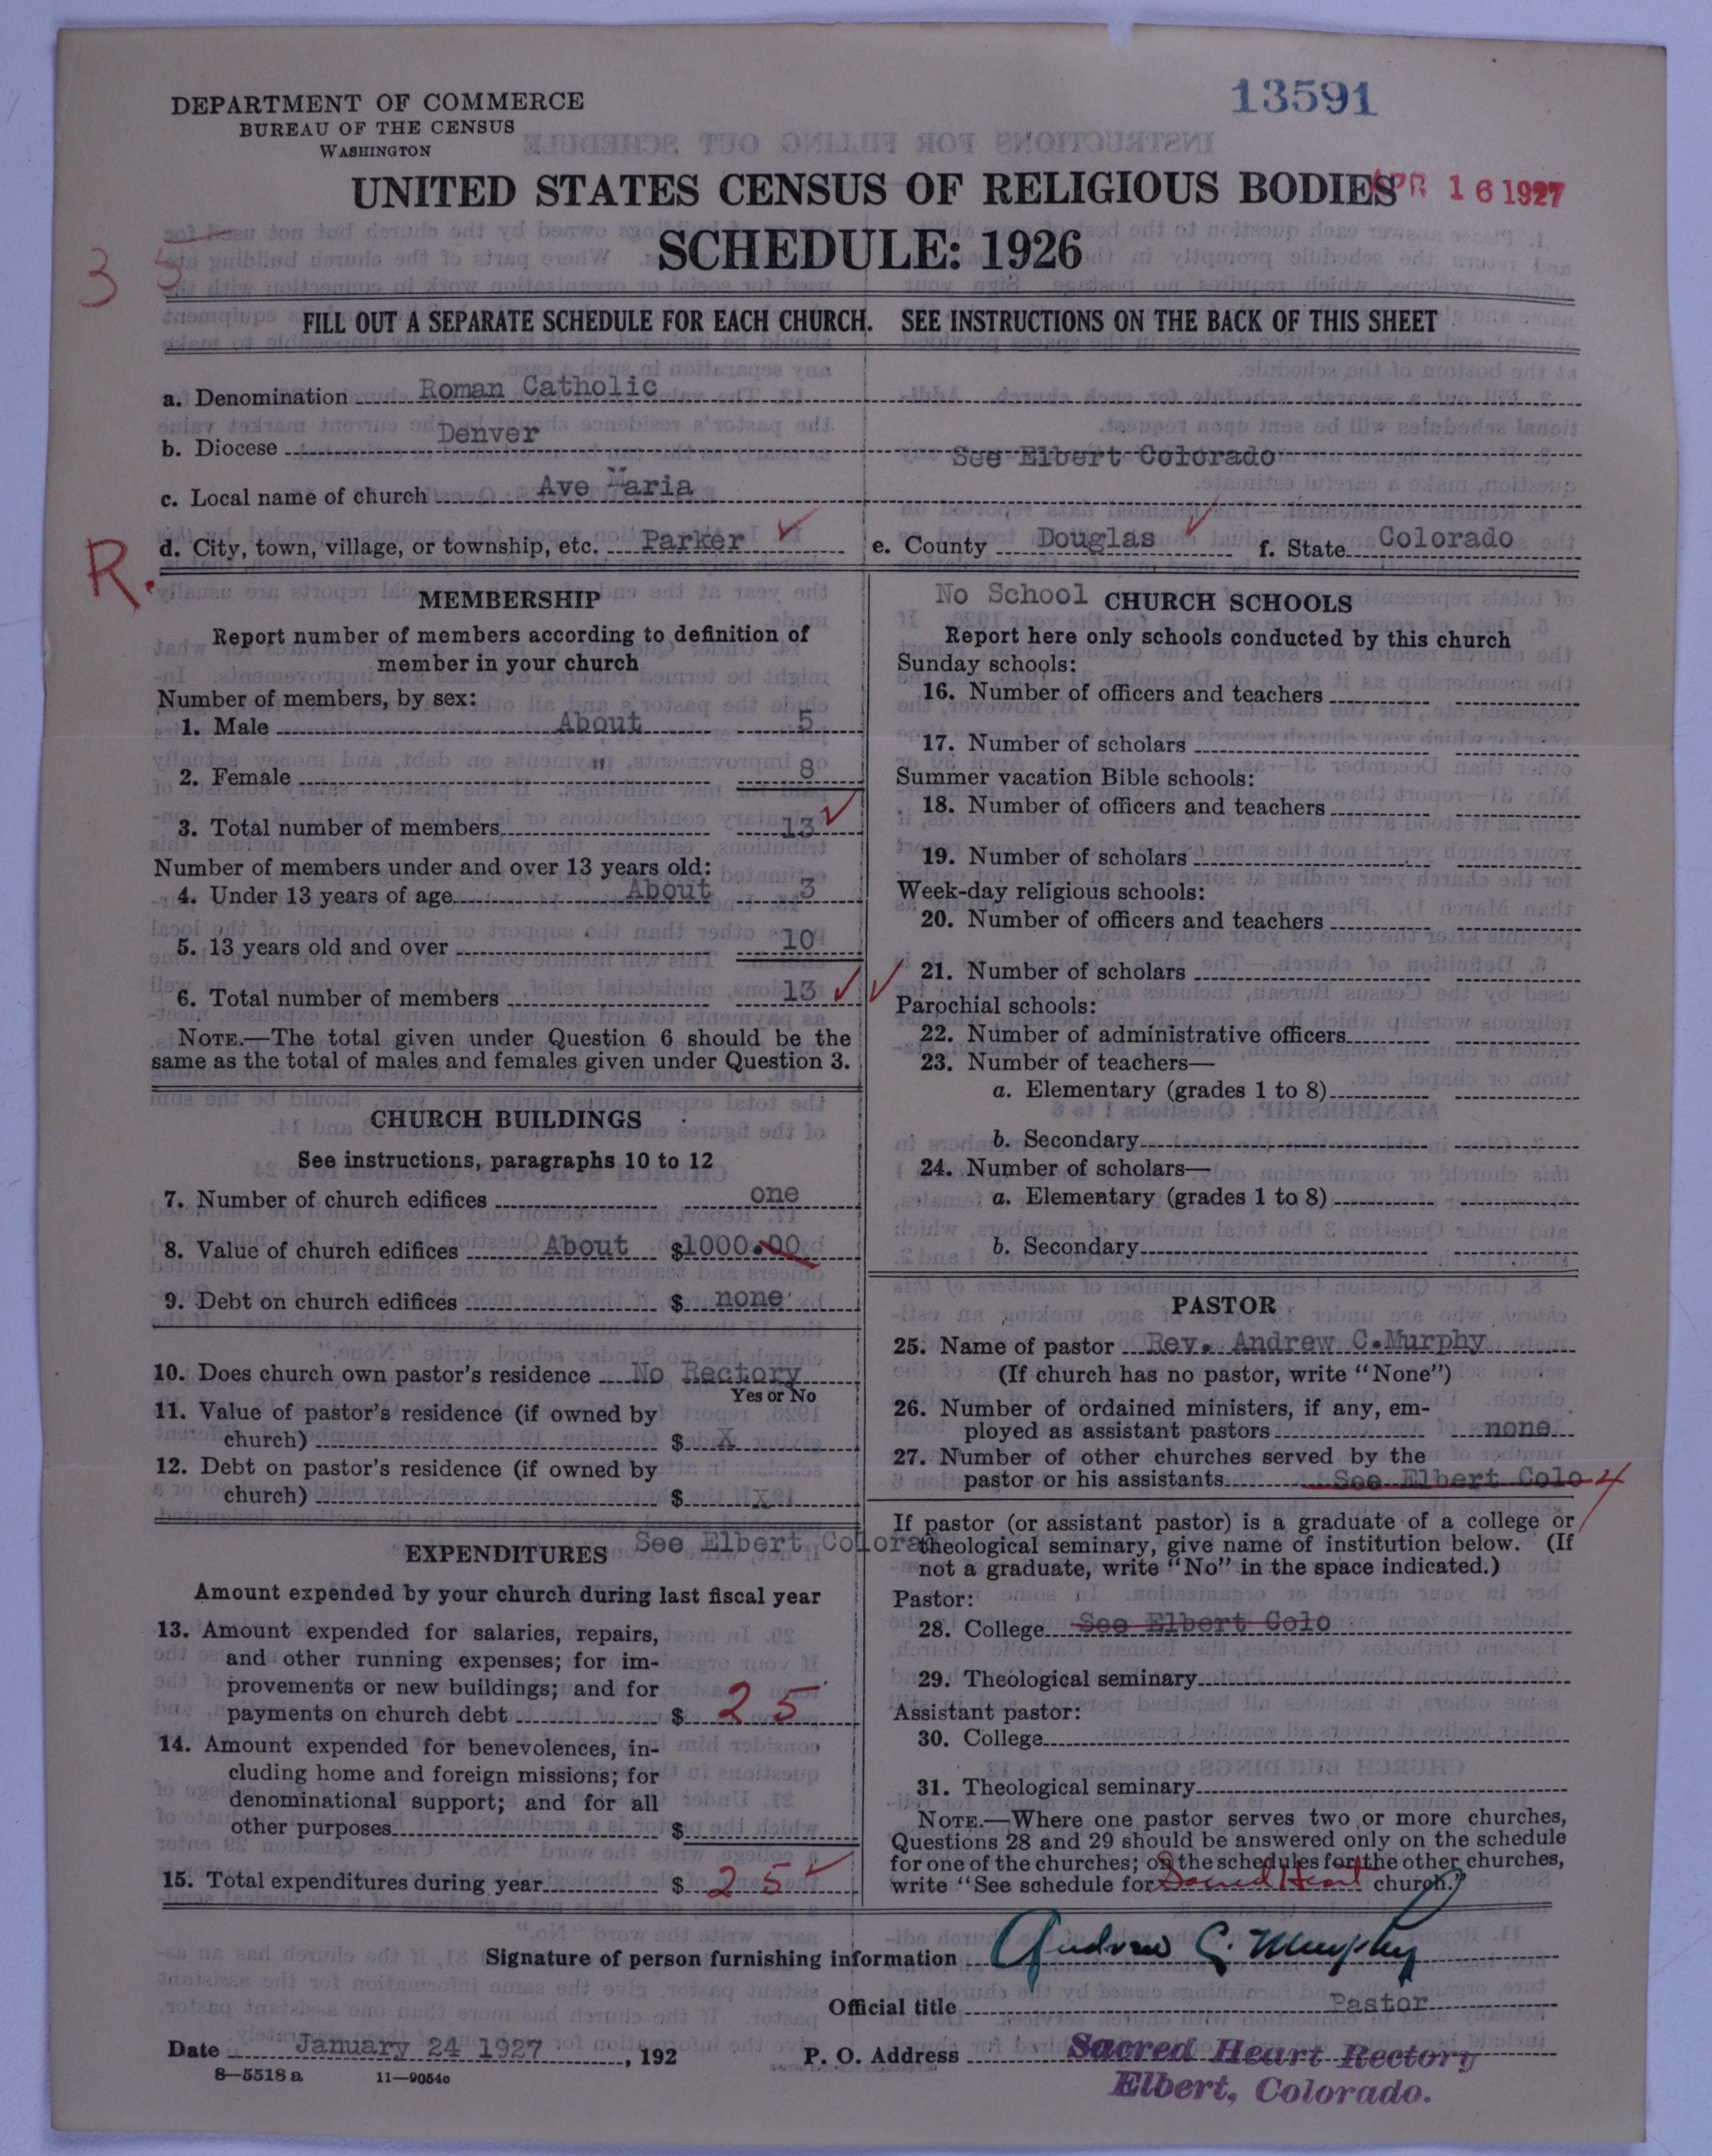 13591
DEPARTMENT OF COMMERCE
BUREAU OF THE CENSUS
WASHINGTON
UNITED STATES CENSUS OF RELIGIOUS BODIES
APR 16 1927
SCHEDULE: 1926
3 5
FILL OUT A SEPARATE SCHEDULE FOR EACH CHURCH. SEE INSTRUCTIONS ON THE BACK OF THIS SHEET
a. Denomination Roman Catholic
b. Diocese Denver
See Elbert Colorado
c. Local name of church Ave Maria
R.
d. City, town, village, or township, etc. Parker ✓ e. County Douglas ✓ f. State Colorado
MEMBERSHIP
Report number of members according to definition of
member in your church
Number of members, by sex:
1. Male About 5
2. Female " 8
3. Total number of members 13 ✓
Number of members under and over 13 years old:
4. Under 13 years of age About 3
5. 13 years old and over 10
6. Total number of members 13 ✓ ✓
NOTE.—The total given under Question 6 should be the
same as the total of males and females given under Question 3.
CHURCH BUILDINGS
See instructions, paragraphs 10 to 12
7. Number of church edifices one
8. Value of church edifices About $1000.00
9. Debt on church edifices $ none
10. Does church own pastor's residence No Rectory
Yes or No
11. Value of pastor's residence (if owned by
church) $ X
12. Debt on pastor's residence (if owned by
church) $ X
EXPENDITURES See Elbert Colora
Amount expended by your church during last fiscal year
13. Amount expended for salaries, repairs,
and other running expenses; for im-
provements or new buildings; and for
payments on church debt $ 25
14. Amount expended for benevolences, in-
cluding home and foreign missions; for
denominational support; and for all
other purposes $
15. Total expenditures during year $ 25 ✓
No School CHURCH SCHOOLS
Report here only schools conducted by this church
Sunday schools:
16. Number of officers and teachers
17. Number of scholars
Summer vacation Bible schools:
18. Number of officers and teachers
19. Number of scholars
Week-day religious schools:
20. Number of officers and teachers
21. Number of scholars
Parochial schools:
22. Number of administrative officers
23. Number of teachers—
a. Elementary (grades 1 to 8)
b. Secondary
24. Number of scholars—
a. Elementary (grades 1 to 8)
b. Secondary
PASTOR
25. Name of pastor Rev. Andrew C.Murphy
(If church has no pastor, write "None")
26. Number of ordained ministers, if any, em-
ployed as assistant pastors none
27. Number of other churches served by the
pastor or his assistants See Elbert Colo 4
If pastor (or assistant pastor) is a graduate of a college or
theological seminary, give name of institution below. (If
not a graduate, write "No" in the space indicated.)
Pastor:
28. College See Elbert Colo
29. Theological seminary
Assistant pastor:
30. College
31. Theological seminary
NOTE.—Where one pastor serves two or more churches,
Questions 28 and 29 should be answered only on the schedule
for one of the churches; on the schedules for the other churches,
write "See schedule for Sacred Heart church."
Signature of person furnishing information Andrew C. Murphy
Official title Pastor
Date January 24 1927, 192
P. O. Address Sacred Heart Rectory
Elbert, Colorado.
8—5518 a 11—9054c